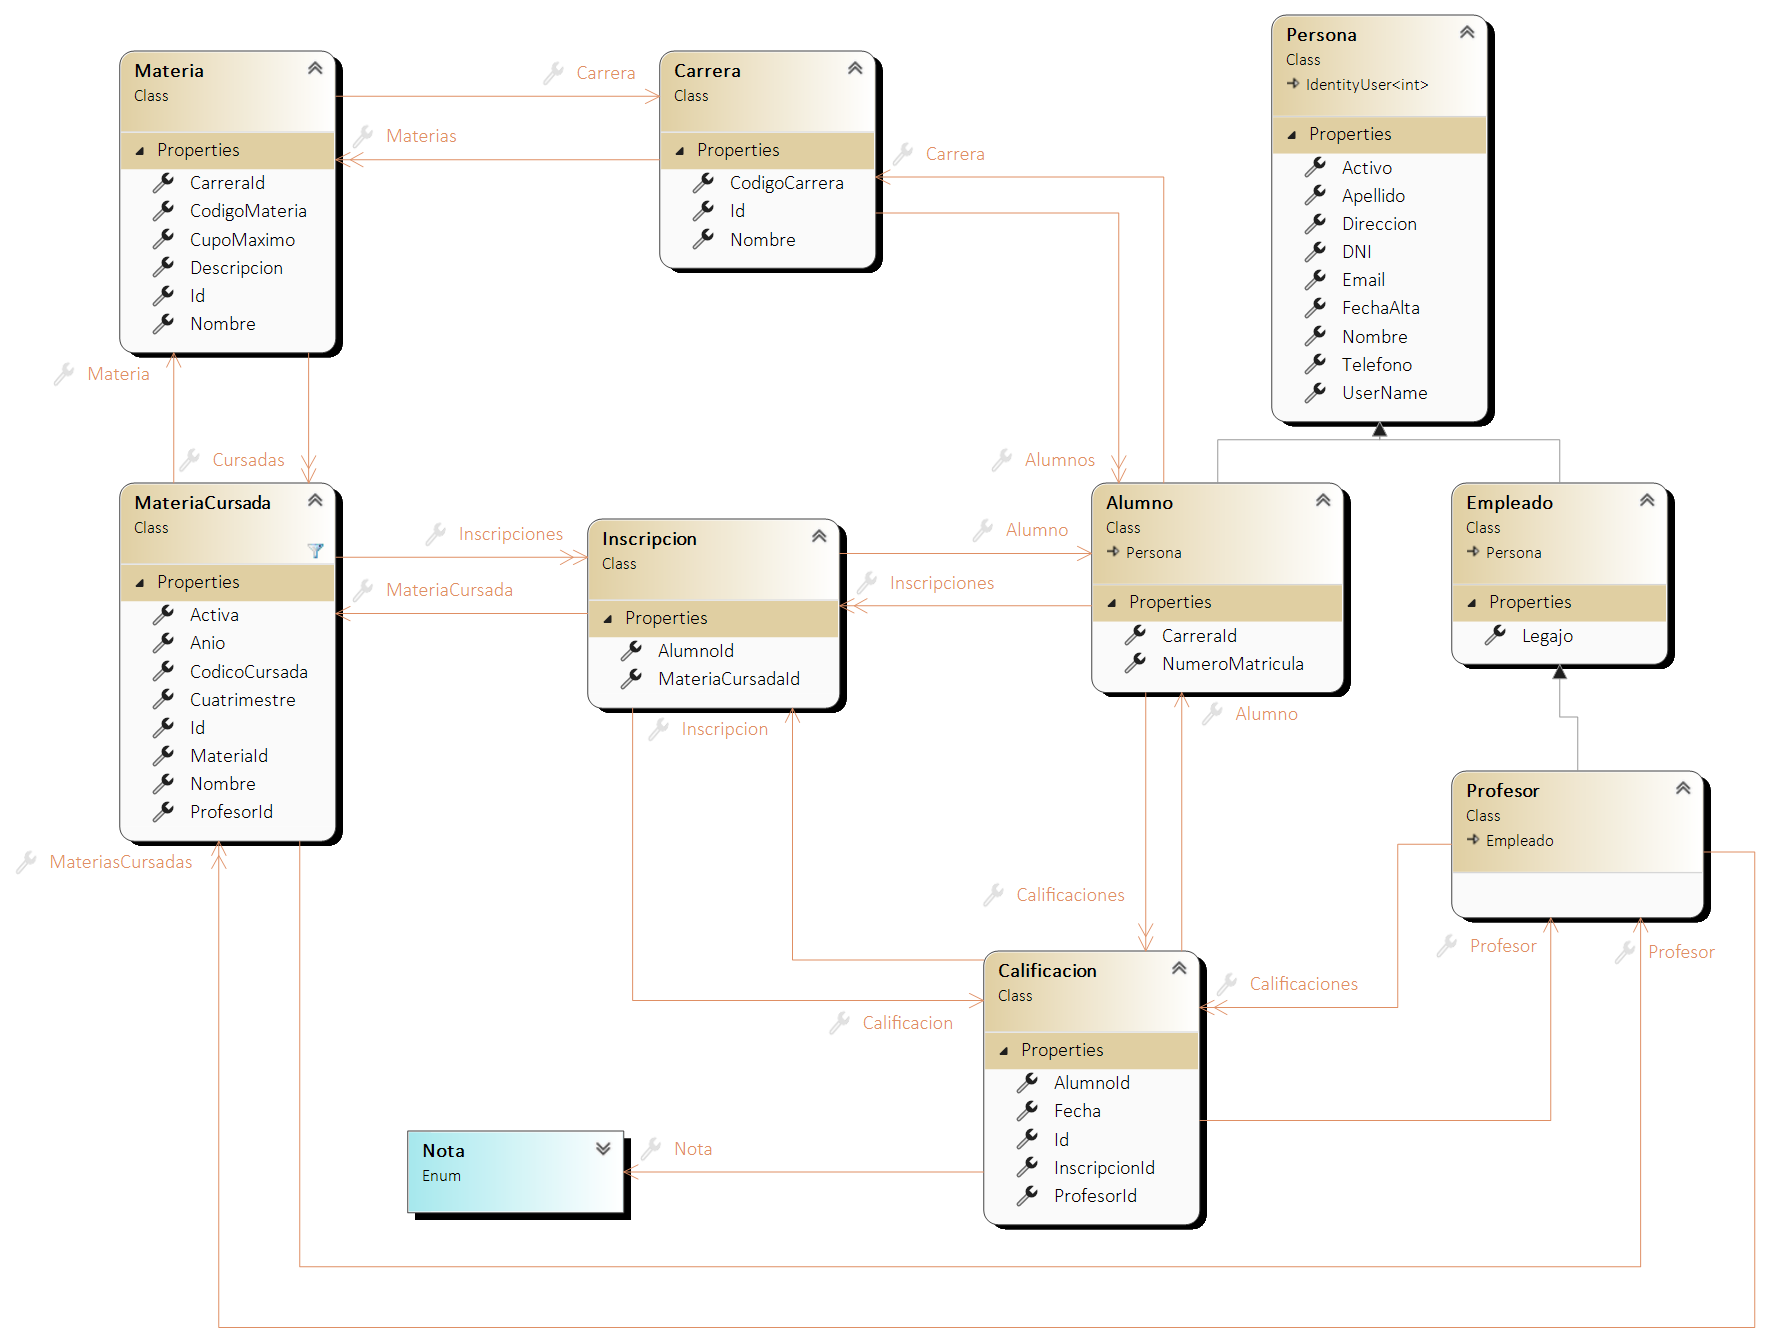 Materia
Class
Properties
CarreraId
CodigoMateria
CupoMaximo
Descripcion
Id
Nombre
Carrera
Materias
Carrera
Class
Properties
CodigoCarrera
Id
Nombre
Carrera
Persona
Class
IdentityUser<int>
Properties
Activo
Apellido
Direccion
DNI
Email
FechaAlta
Nombre
Telefono
UserName
Materia
Cursadas
Alumnos
MateriaCursada
Class
Properties
Activa
Anio
CodicoCursada
Cuatrimestre
Id
MateriaId
Nombre
ProfesorId
Inscripciones
MateriaCursada
Inscripcion
Class
Properties
AlumnoId
MateriaCursadaId
Alumno
Inscripciones
Alumno
Class
Persona
Properties
CarreraId
NumeroMatricula
Empleado
Class
Persona
Properties
Legajo
Inscripcion
Alumno
Profesor
Class
Empleado
MateriasCursadas
Calificaciones
Profesor
Profesor
Calificacion
Class
Properties
AlumnoId
Fecha
Id
InscripcionId
ProfesorId
Calificaciones
Calificacion
Nota
Enum
Nota